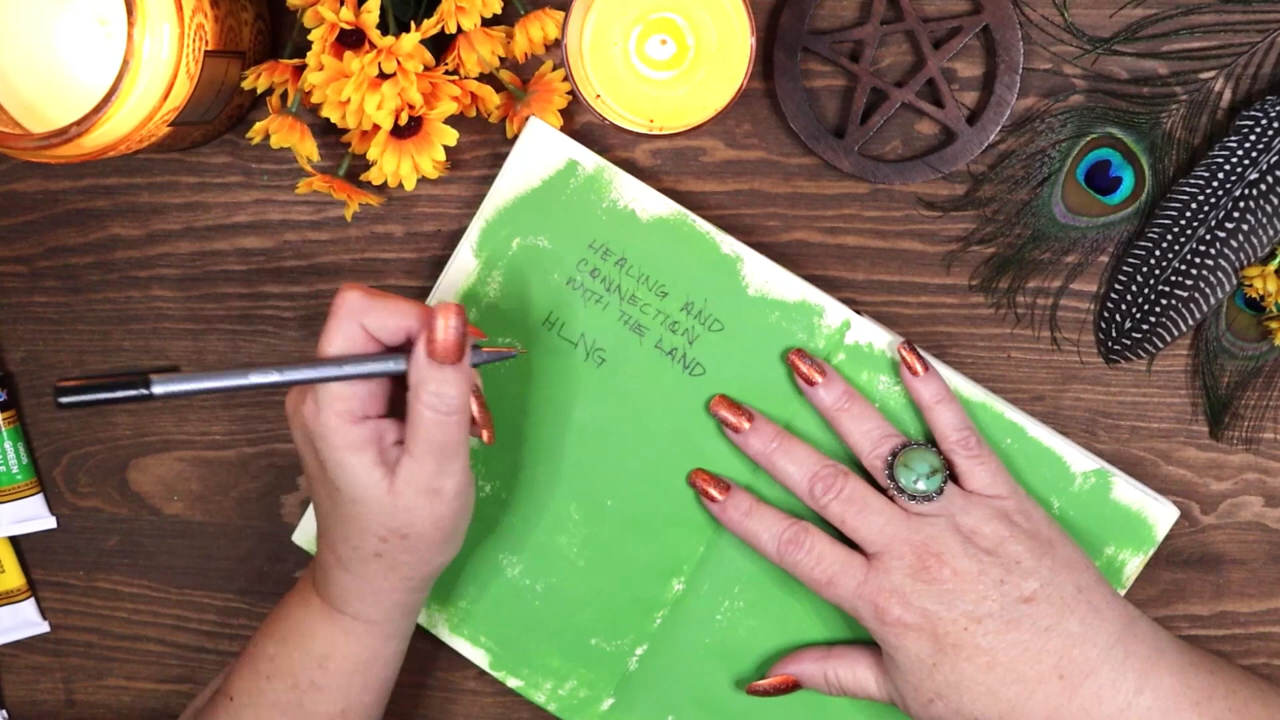 HEALING AND
CONNECTION
WITH THE LAND
HLNG
GREEN